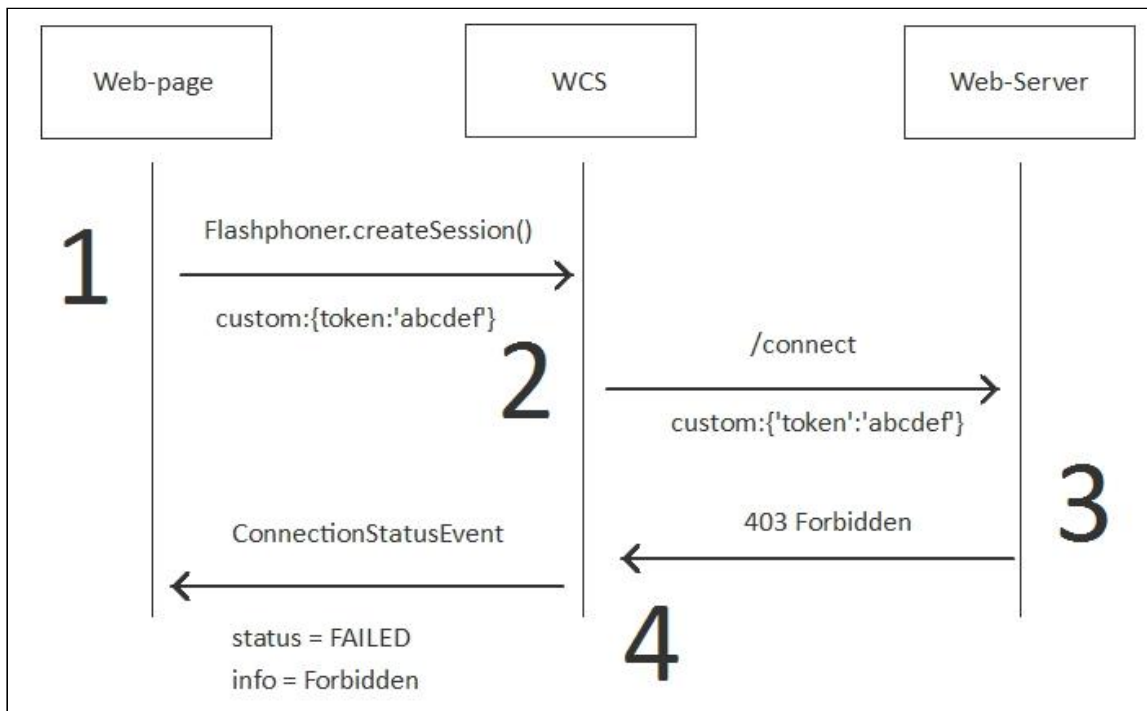 Web-page
WCS
Web-Server
1
Flashphoner.createSession()
custom:{token:'abcdef'}
2
/connect
custom:{'token':'abcdef'}
3
403 Forbidden
ConnectionStatusEvent
4
status = FAILED
info = Forbidden